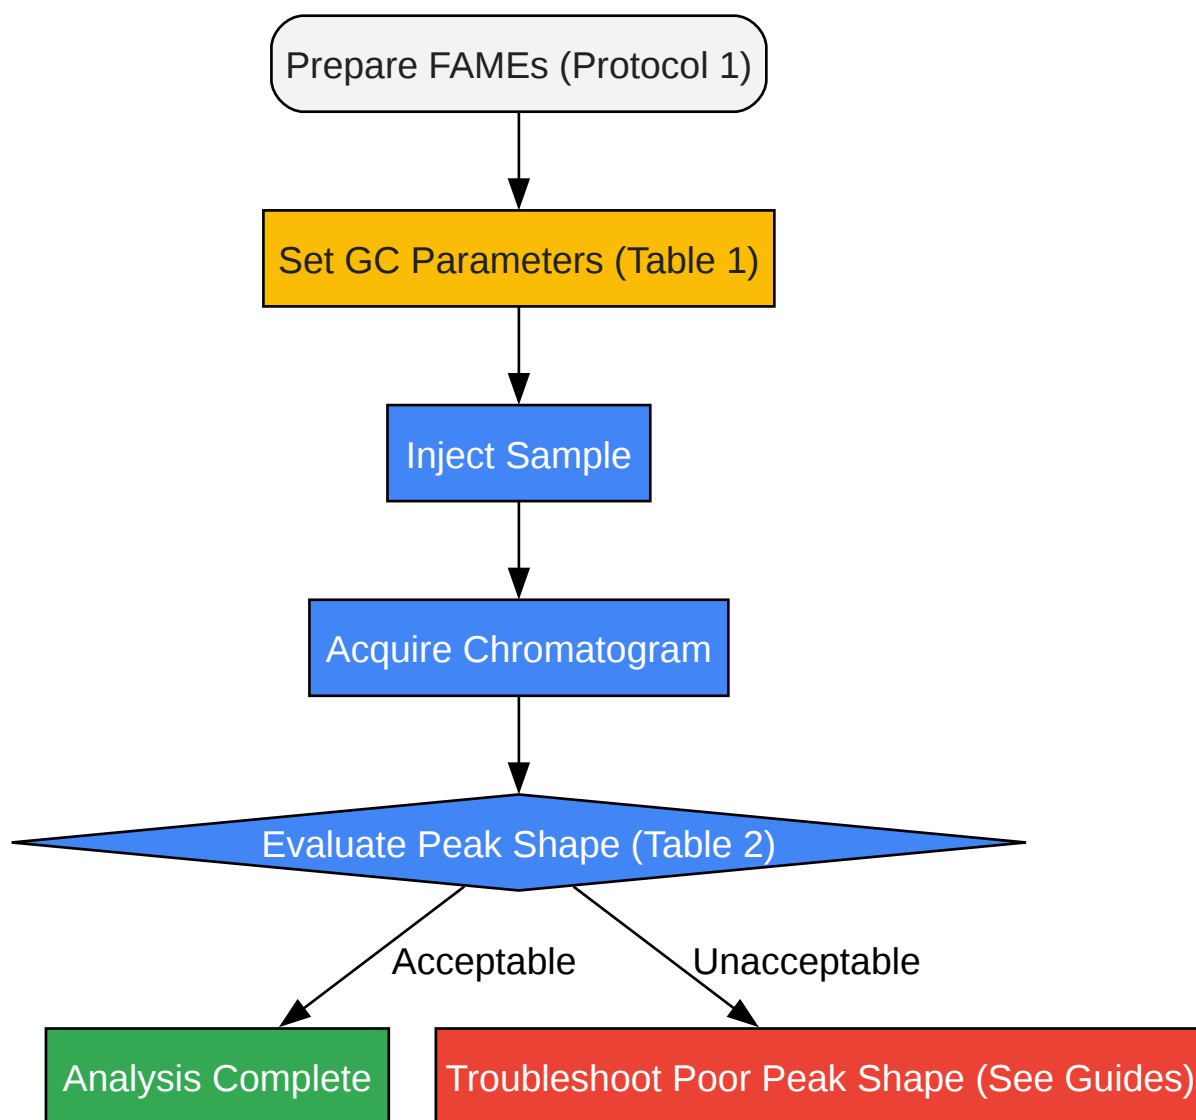 Prepare FAMEs (Protocol 1)
Set GC Parameters (Table 1)
Inject Sample
Acquire Chromatogram
Evaluate Peak Shape (Table 2)
Acceptable
Unacceptable
Analysis Complete
Troubleshoot Poor Peak Shape (See Guides)